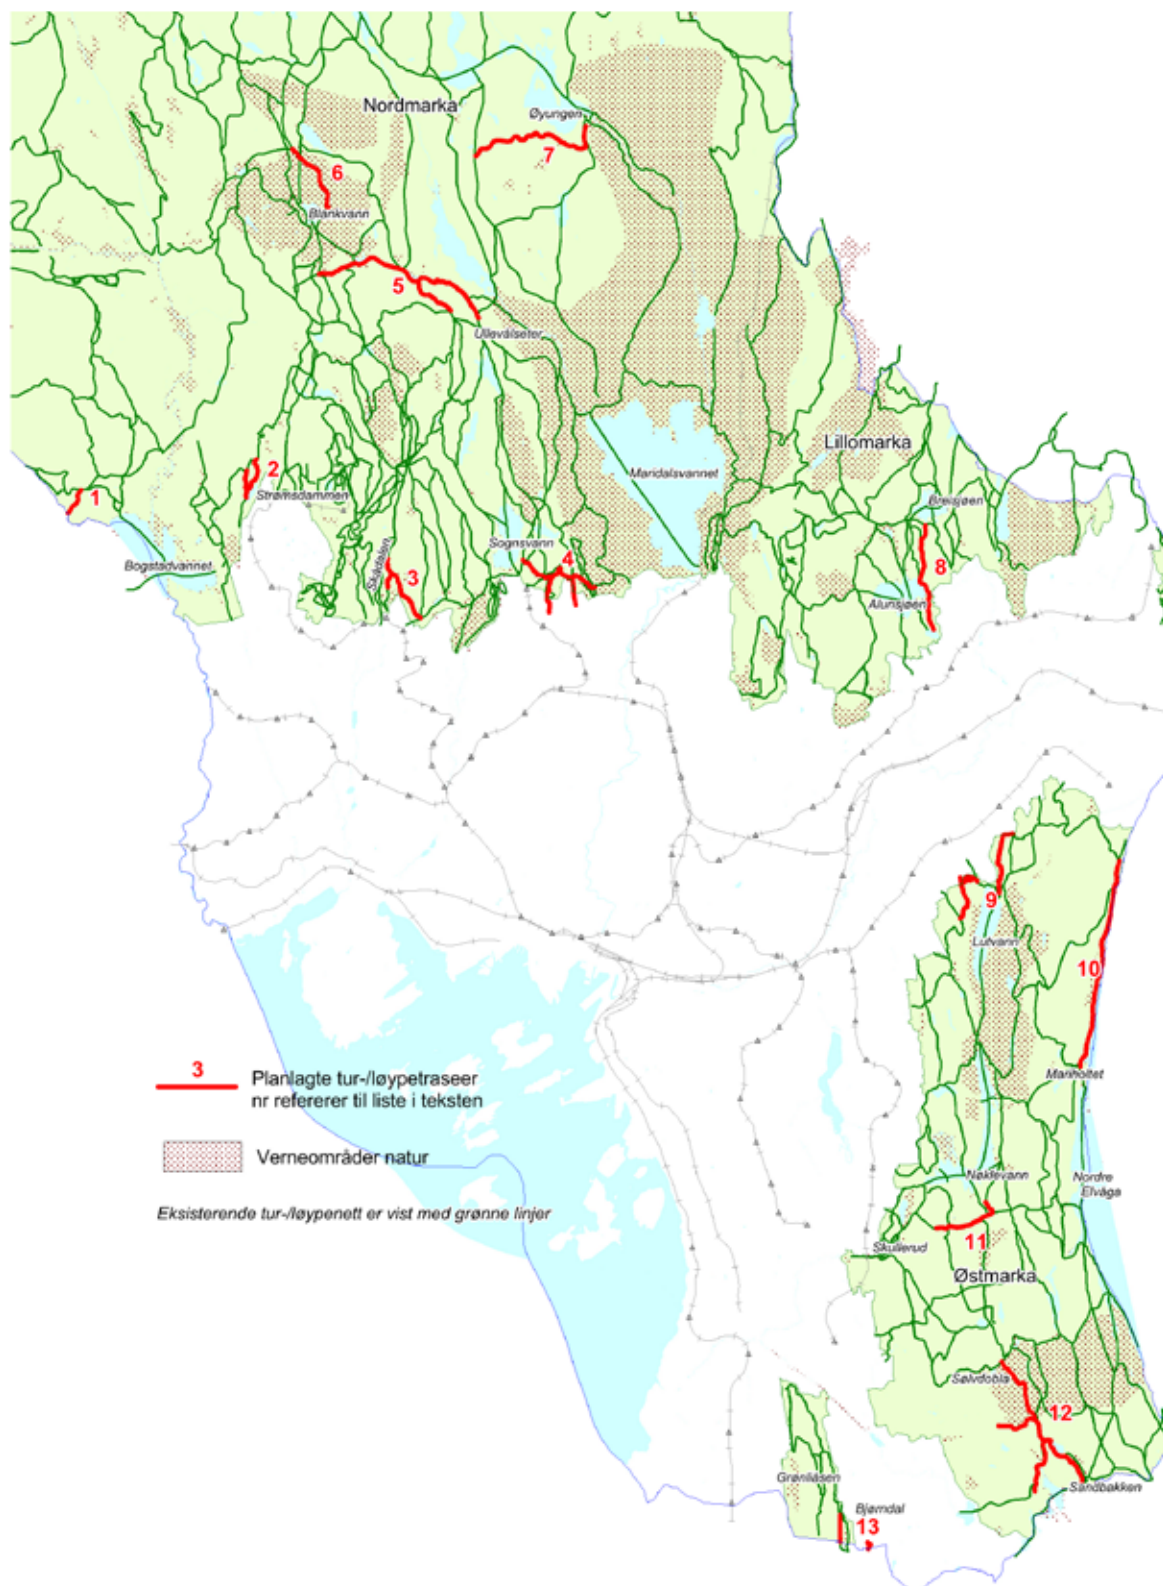 Nordmarka
Øyungen
7
6
Blankvann
5
Ullevålseter
Lillomarka
Maridalsvannet
2
1
Strømsdammen
Breisjøen
Sognsvann
4
Bogstadvannet
Skådalen
3
8
Alunsjøen
9
Lutvann
10
3
Planlagte tur-/løypetraseer
nr refererer til liste i teksten
Mariholtet
Verneområder natur
Nøklevann
Nordre
Elvåga
Eksisterende tur-/løypenett er vist med grønne linjer
11
Skullerud
Østmarka
Sølvdobla
12
Grønliåsen
Sandbakken
Bjørndal
13